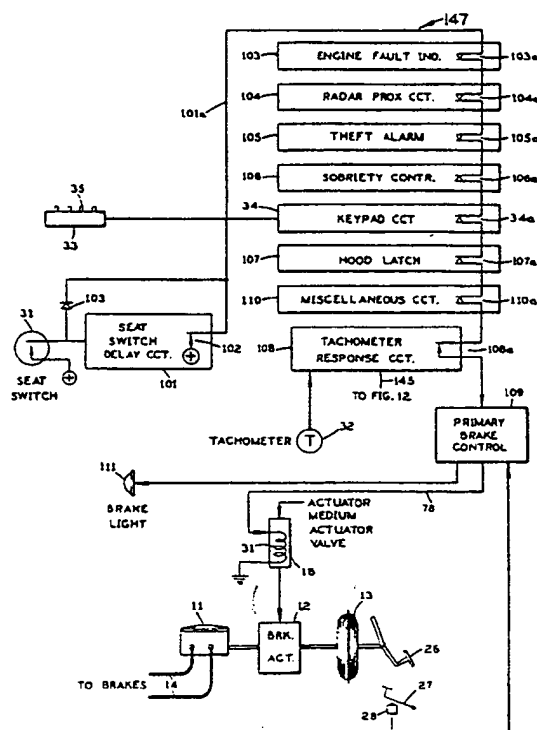 147
103 ENGINE FAULT IND. 103a
101a
104 RADAR PROX CCT. 104a
105 THEFT ALARM 105a
106 SOBRIETY CONTR. 106a
35
33
34 KEYPAD CCT 34a
107 HOOD LATCH 107a
103
110 MISCELLANEOUS CCT. 110a
31
SEAT
SWITCH
DELAY CCT.
102
101
SEAT
SWITCH
108 TACHOMETER
RESPONSE CCT.
108a
145
TO FIG. 12
109
TACHOMETER T 32
PRIMARY
BRAKE
CONTROL
111
BRAKE
LIGHT
78
ACTUATOR
MEDIUM
ACTUATOR
VALVE
31
15
11
12
13
BRK.
ACT.
26
TO BRAKES 14
27
28